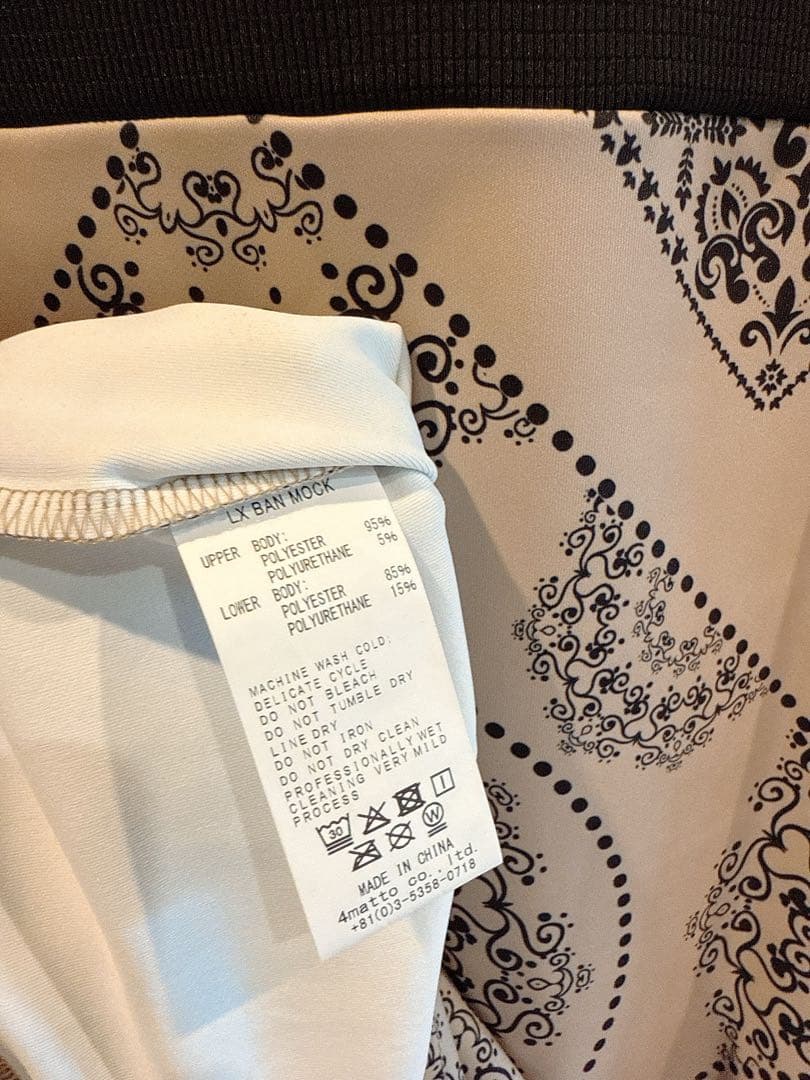 LX BAN MOCK
UPPER BODY:
POLYESTER 95%
POLYURETHANE 5%
LOWER BODY:
POLYESTER 85%
POLYURETHANE 15%
MACHINE WASH COLD,
DELICATE CYCLE
DO NOT BLEACH
DO NOT TUMBLE DRY
LINE DRY
DO NOT IRON
DO NOT DRY CLEAN
PROFESSIONALLY WET
CLEANING VERY MILD
PROCESS
30
W
MADE IN CHINA
4matto co.,ltd.
+81(0)3-5358-0718